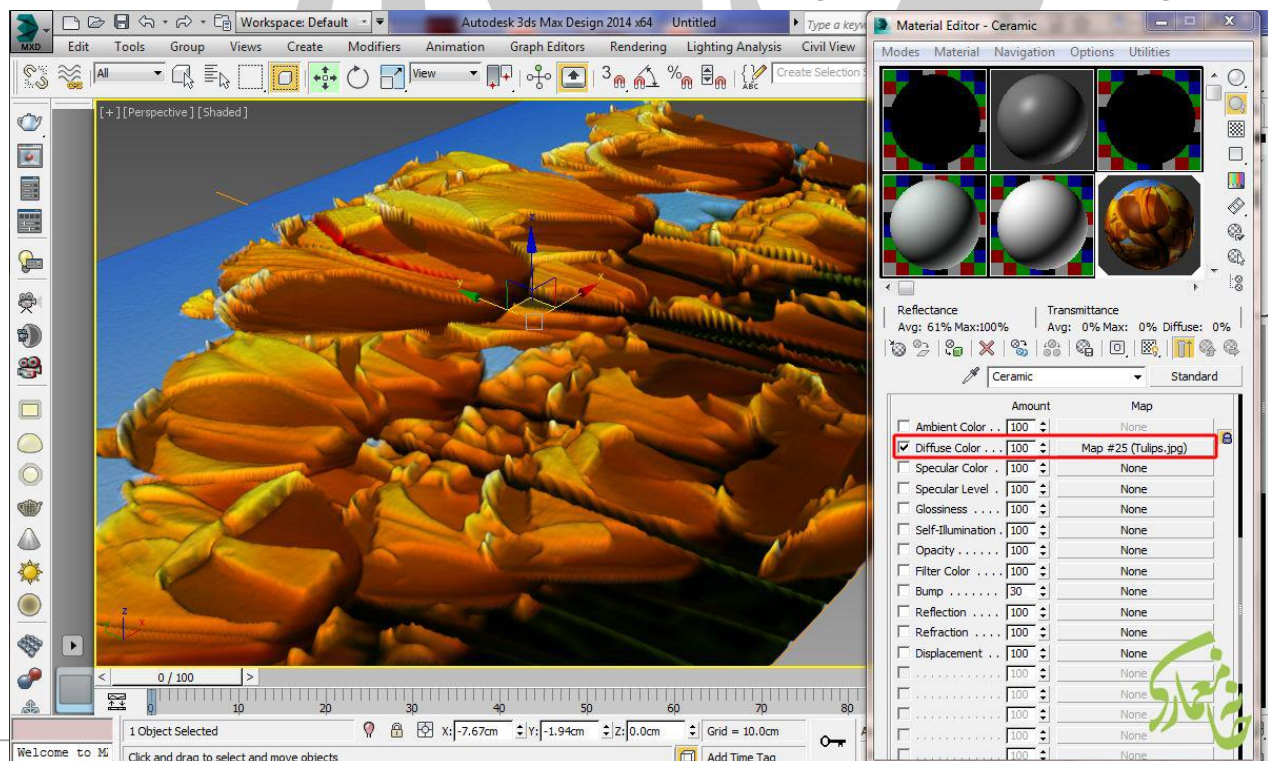 Workspace: Default
Autodesk 3ds Max Design 2014 x64 Untitled
Type a keyw
MXD
Edit Tools Group Views Create Modifiers Animation Graph Editors Rendering Lighting Analysis Civil View
All
View
3
%
ABC
Create Selection S
[+] [Perspective ] [Shaded ]
z
y
x
z
x
< 0 / 100 >
0 10 20 30 40 50 60 70 80
1 Object Selected
X: -7.67cm Y: -1.94cm Z: 0.0cm
Grid = 10.0cm
Welcome to M
Click and drag to select and move objects
Add Time Tag
Material Editor - Ceramic
Modes Material Navigation Options Utilities
Reflectance
Avg: 61% Max:100%
Transmittance
Avg: 0% Max: 0% Diffuse: 0%
Ceramic
Standard
Amount Map
Ambient Color . . 100 None
Diffuse Color . . . 100 Map #25 (Tulips.jpg)
Specular Color . 100 None
Specular Level . 100 None
Glossiness . . . . 100 None
Self-Illumination . 100 None
Opacity . . . . . . 100 None
Filter Color . . . . 100 None
Bump . . . . . . . 30 None
Reflection . . . . 100 None
Refraction . . . . 100 None
Displacement . . 100 None
. . . . . . . . . . . . 100 None
. . . . . . . . . . . . 100 None
. . . . . . . . . . . . 100 None
. . . . . . . . . . . . 100 None
. . . . . . . . . . . . 100 None